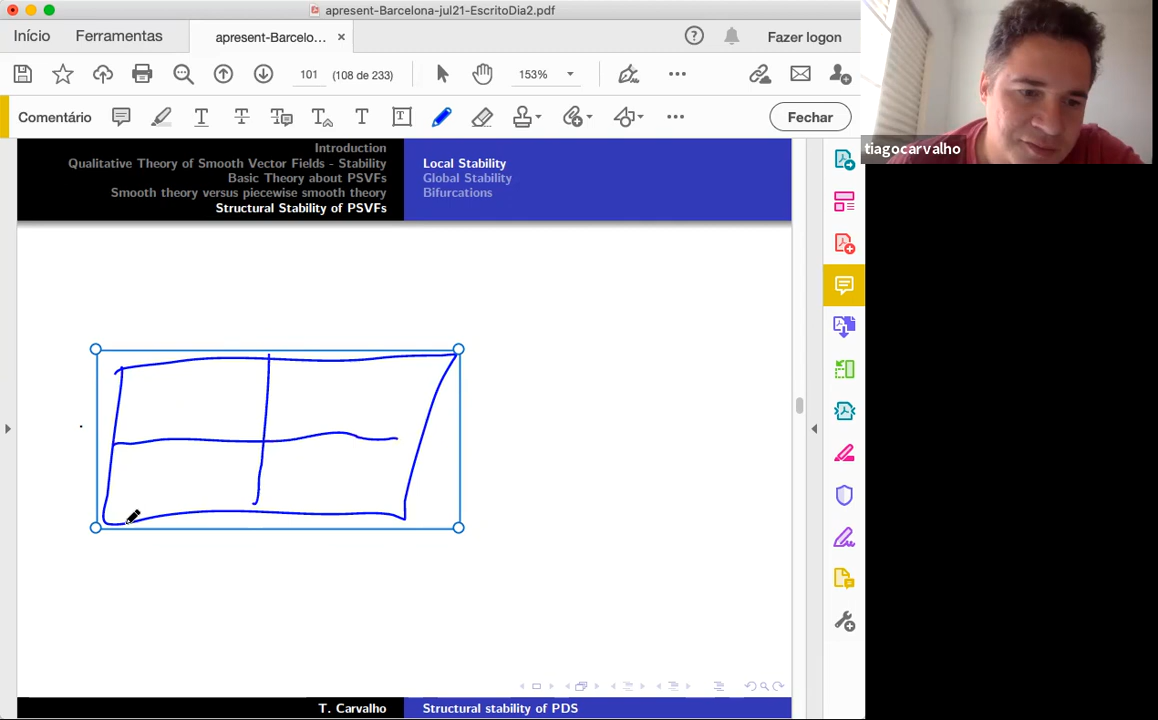 apresent-Barcelona-jul21-EscritoDia2.pdf
Início
Ferramentas
apresent-Barcelo...
Fazer logon
101
(108 de 233)
153%
Comentário
Fechar
tiagocarvalho
Introduction
Qualitative Theory of Smooth Vector Fields - Stability
Basic Theory about PSVFs
Smooth theory versus piecewise smooth theory
Structural Stability of PSVFs
Local Stability
Global Stability
Bifurcations
T. Carvalho
Structural stability of PDS